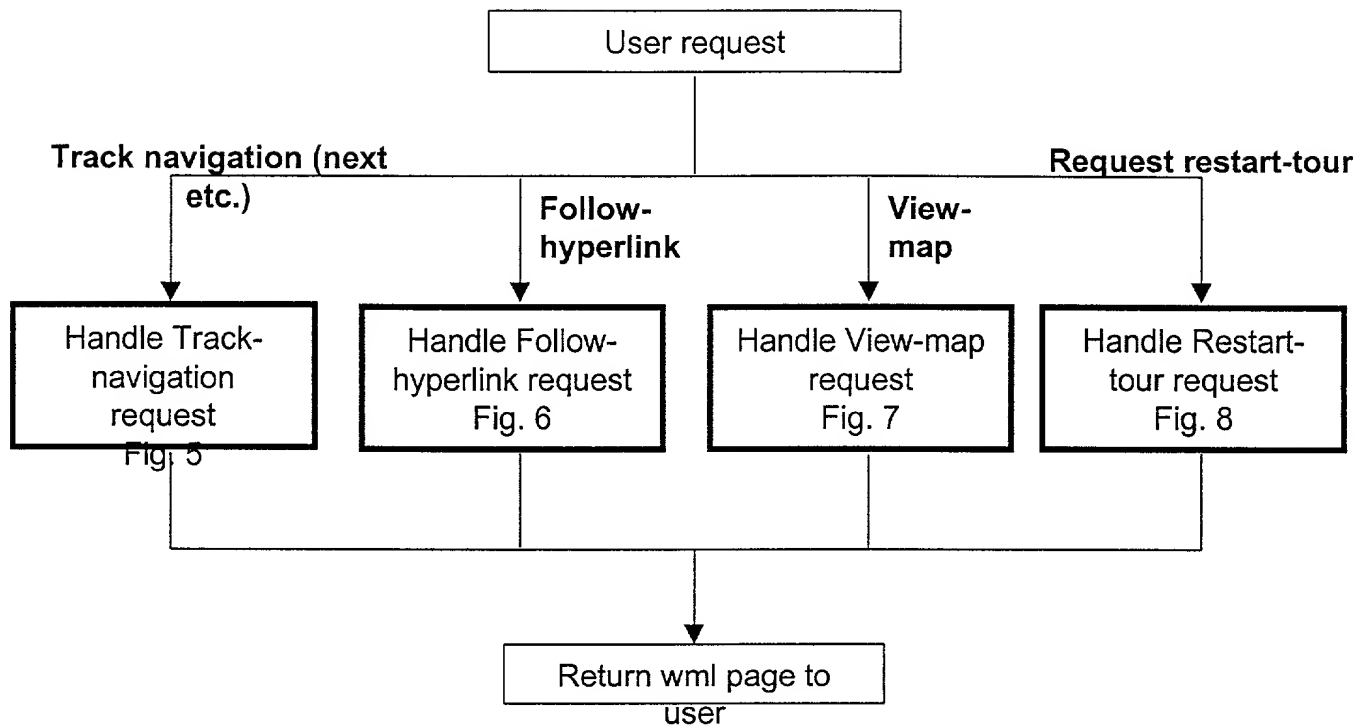 User request
Track navigation (next
etc.)
Follow-
hyperlink
View-
map
Request restart-tour
Handle Track-
navigation
request
Fig. 5
Handle Follow-
hyperlink request
Fig. 6
Handle View-map
request
Fig. 7
Handle Restart-
tour request
Fig. 8
Return wml page to
user